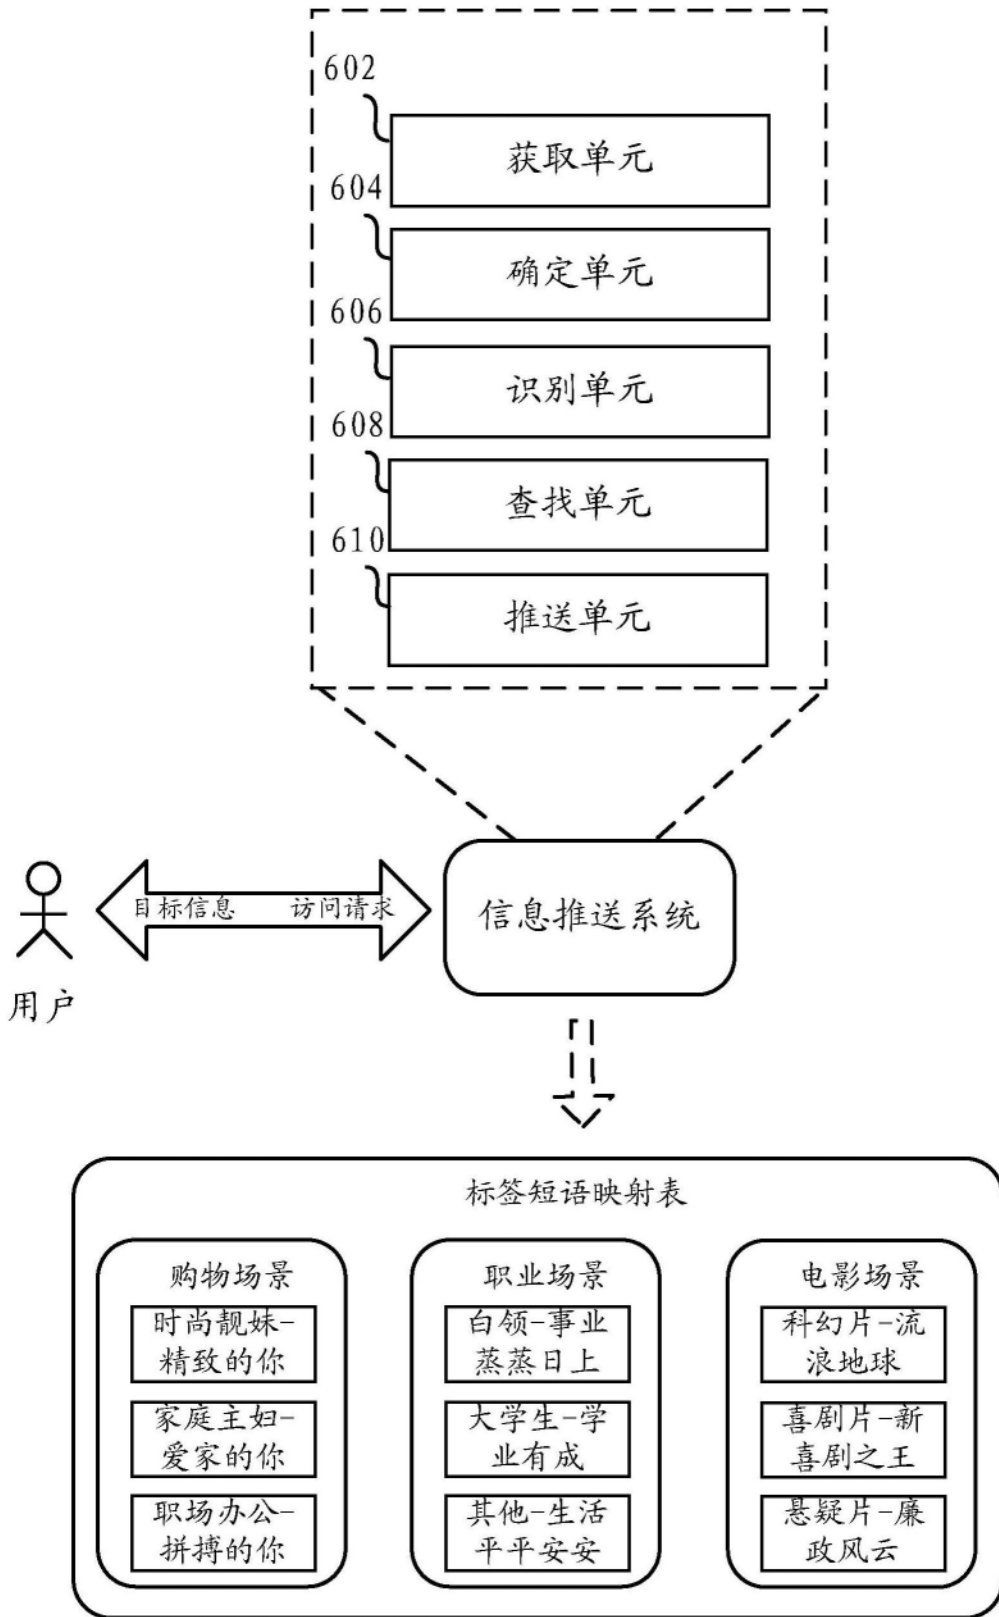 602
获取单元
604
确定单元
606
识别单元
608
查找单元
610
推送单元
目标信息 访问请求
信息推送系统
用户
标签短语映射表
购物场景
时尚靓妹-
精致的你
家庭主妇-
爱家的你
职场办公-
拼搏的你
职业场景
白领-事业
蒸蒸日上
大学生-学
业有成
其他-生活
平平安安
电影场景
科幻片-流
浪地球
喜剧片-新
喜剧之王
悬疑片-廉
政风云